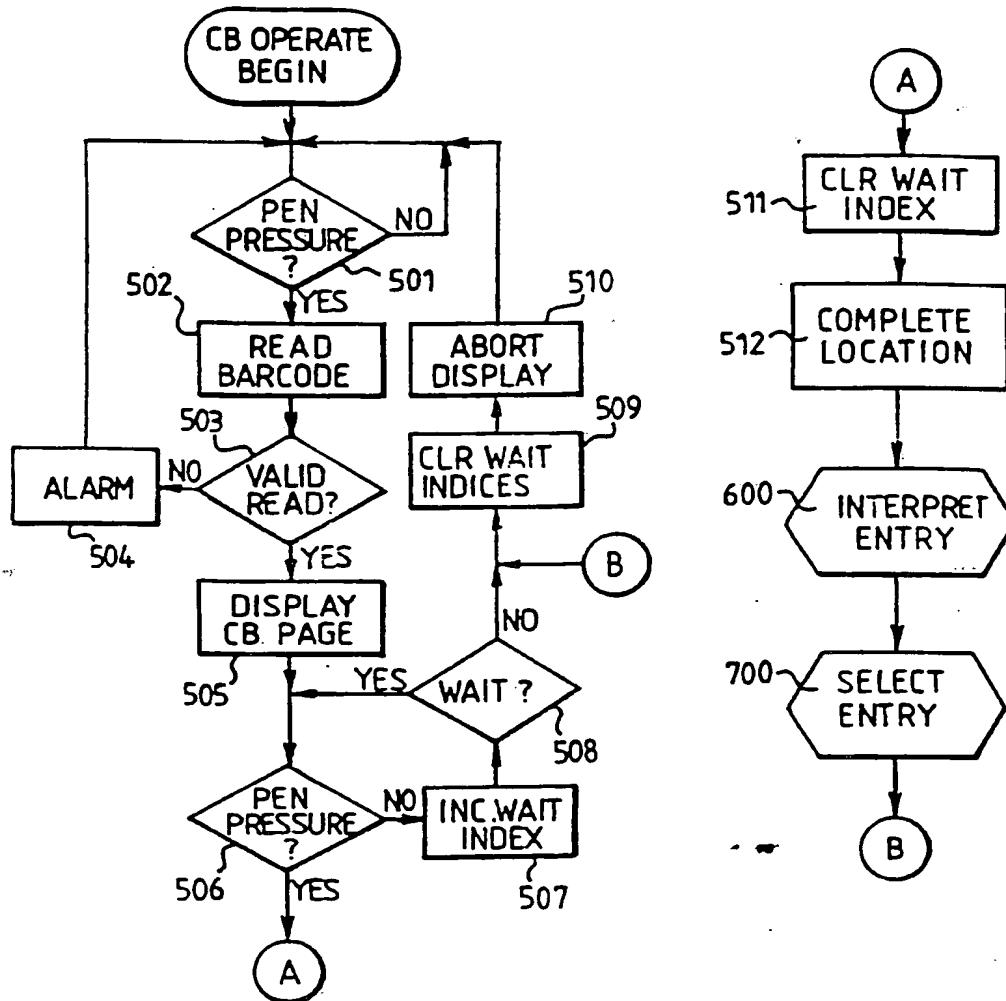 CB OPERATE
BEGIN
PEN
PRESSURE
?
NO
501
YES
502
READ
BARCODE
503
VALID
READ?
NO
ALARM
504
YES
DISPLAY
CB. PAGE
505
PEN
PRESSURE
?
506
NO
YES
A
INC.WAIT
INDEX
507
WAIT ?
508
YES
NO
B
CLR WAIT
INDICES
509
ABORT
DISPLAY
510
A
511
CLR WAIT
INDEX
512
COMPLETE
LOCATION
600
INTERPRET
ENTRY
700
SELECT
ENTRY
B